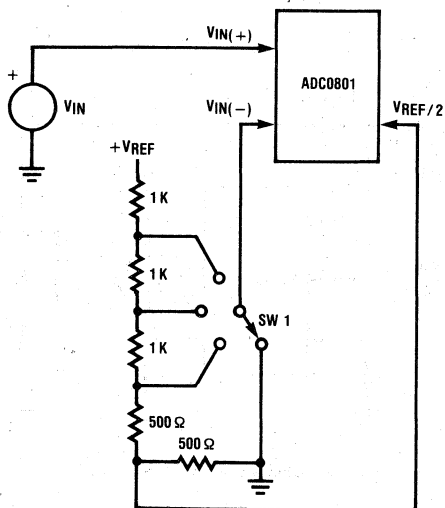 VIN(+)
ADC0801
+
VIN
VIN(−)
VREF/2
+VREF
1 K
1 K
SW 1
1 K
500 Ω
500 Ω